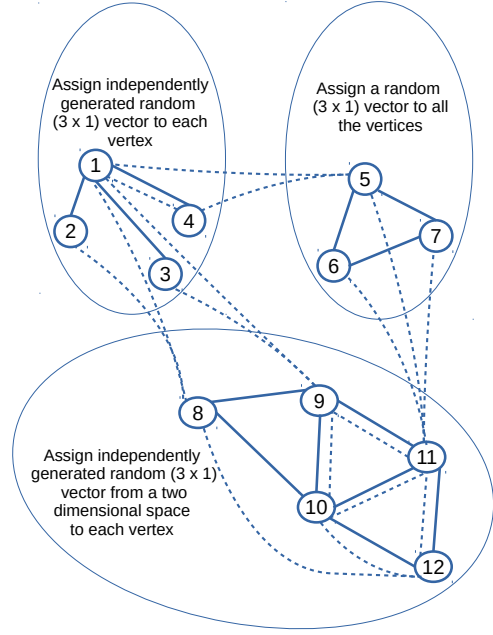 Assign independently
generated random
(3 x 1) vector to each
vertex
Assign a random
(3 x 1) vector to all
the vertices
1
5
2
4
7
3
6
8
9
11
Assign independently
generated random (3 x 1)
vector from a two
dimensional space
to each vertex
10
12